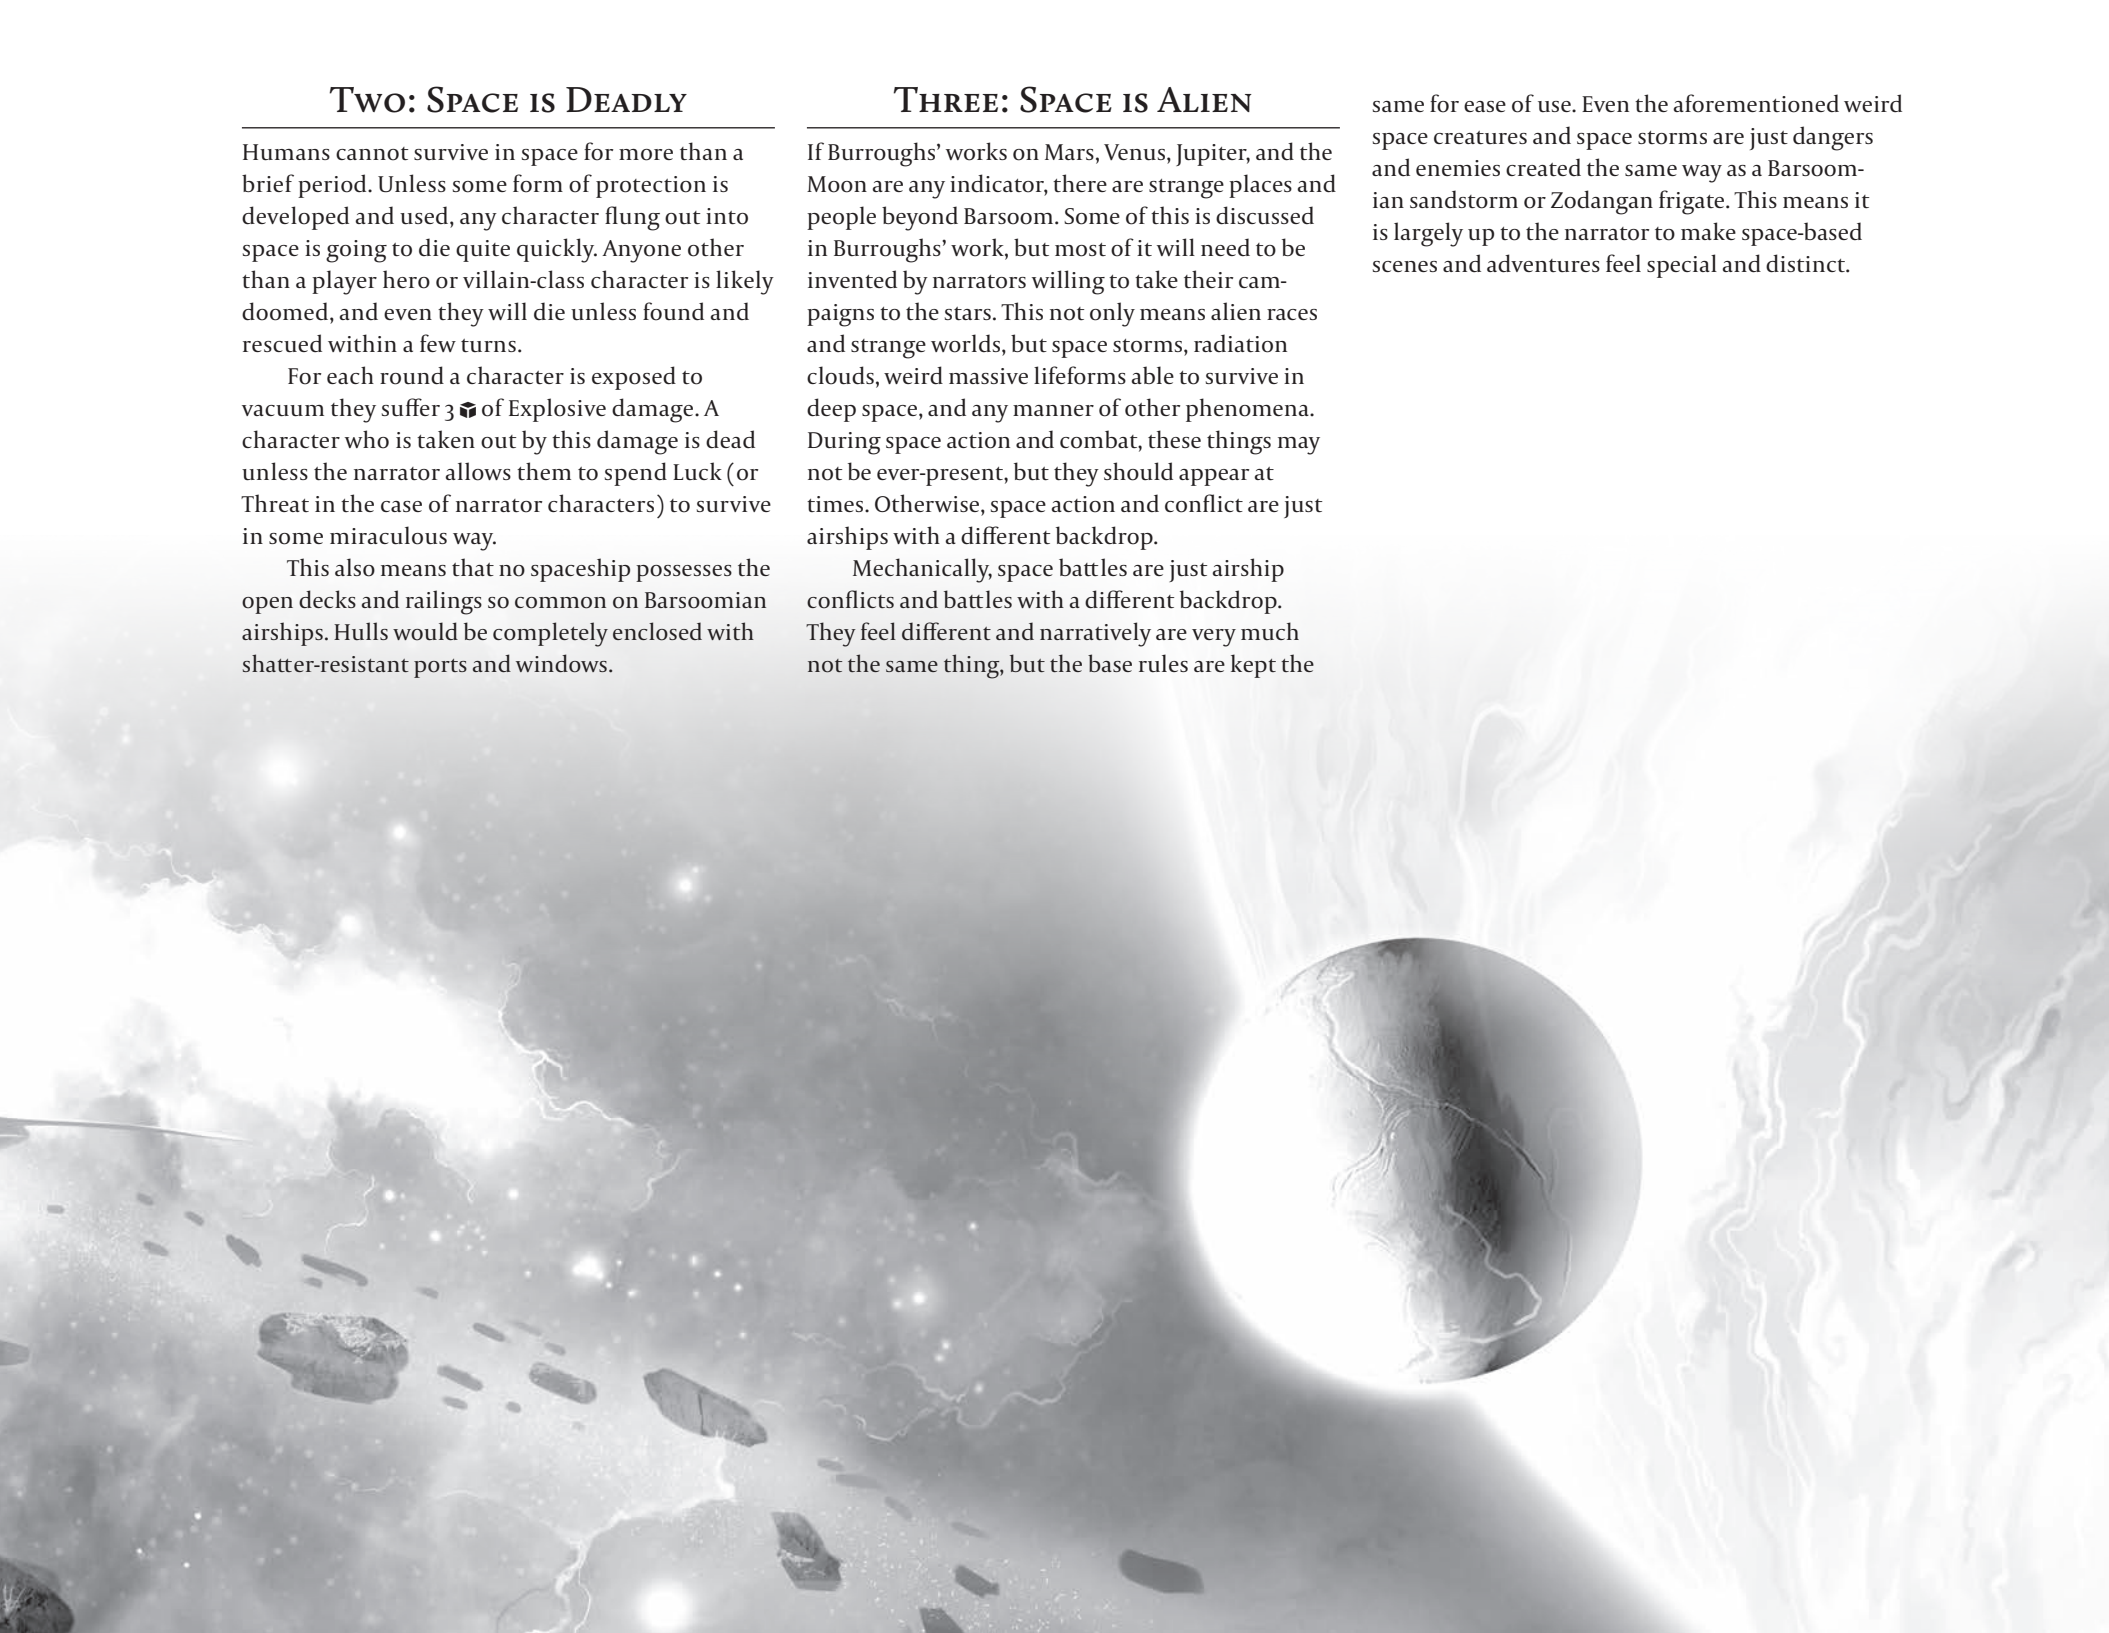 Two: Space is Deadly
Humans cannot survive in space for more than a
brief period. Unless some form of protection is
developed and used, any character flung out into
space is going to die quite quickly. Anyone other
than a player hero or villain-class character is likely
doomed, and even they will die unless found and
rescued within a few turns.
For each round a character is exposed to
vacuum they suffer 3 of Explosive damage. A
character who is taken out by this damage is dead
unless the narrator allows them to spend Luck (or
Threat in the case of narrator characters) to survive
in some miraculous way.
This also means that no spaceship possesses the
open decks and railings so common on Barsoomian
airships. Hulls would be completely enclosed with
shatter-resistant ports and windows.
Three: Space is Alien
If Burroughs’ works on Mars, Venus, Jupiter, and the
Moon are any indicator, there are strange places and
people beyond Barsoom. Some of this is discussed
in Burroughs’ work, but most of it will need to be
invented by narrators willing to take their cam-
paigns to the stars. This not only means alien races
and strange worlds, but space storms, radiation
clouds, weird massive lifeforms able to survive in
deep space, and any manner of other phenomena.
During space action and combat, these things may
not be ever-present, but they should appear at
times. Otherwise, space action and conflict are just
airships with a different backdrop.
Mechanically, space battles are just airship
conflicts and battles with a different backdrop.
They feel different and narratively are very much
not the same thing, but the base rules are kept the
same for ease of use. Even the aforementioned weird
space creatures and space storms are just dangers
and enemies created the same way as a Barsoom-
ian sandstorm or Zodangan frigate. This means it
is largely up to the narrator to make space-based
scenes and adventures feel special and distinct.